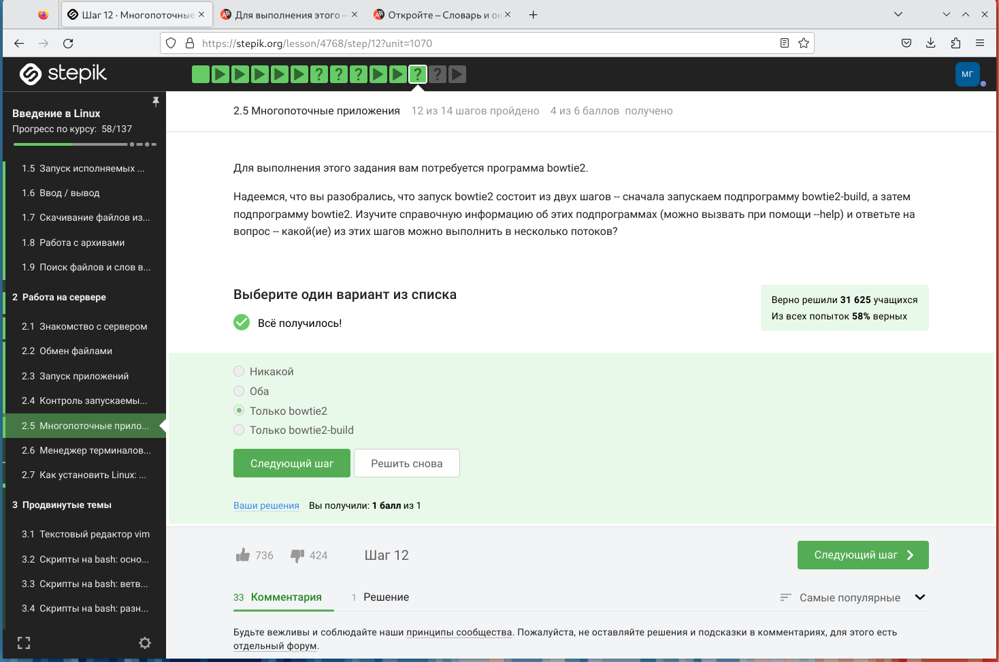 Шаг 12 · Многопоточные
Для выполнения этого –
Откройте – Словарь и он
https://stepik.org/lesson/4768/step/12?unit=1070
stepik
? ? ? ? ?
МГ
Введение в Linux
Прогресс по курсу: 58/137
1.5 Запуск исполняемых ...
1.6 Ввод / вывод
1.7 Скачивание файлов из...
1.8 Работа с архивами
1.9 Поиск файлов и слов в...
2 Работа на сервере
2.1 Знакомство с сервером
2.2 Обмен файлами
2.3 Запуск приложений
2.4 Контроль запускаемы...
2.5 Многопоточные прило...
2.6 Менеджер терминалов...
2.7 Как установить Linux: ...
3 Продвинутые темы
3.1 Текстовый редактор vim
3.2 Скрипты на bash: осно...
3.3 Скрипты на bash: ветв...
3.4 Скрипты на bash: разн...
2.5 Многопоточные приложения 12 из 14 шагов пройдено 4 из 6 баллов получено
Для выполнения этого задания вам потребуется программа bowtie2.
Надеемся, что вы разобрались, что запуск bowtie2 состоит из двух шагов -- сначала запускаем подпрограмму bowtie2-build, а затем
подпрограмму bowtie2. Изучите справочную информацию об этих подпрограммах (можно вызвать при помощи --help) и ответьте на
вопрос -- какой(ие) из этих шагов можно выполнить в несколько потоков?
Выберите один вариант из списка
Всё получилось!
Верно решили 31 625 учащихся
Из всех попыток 58% верных
Никакой
Оба
Только bowtie2
Только bowtie2-build
Следующий шаг Решить снова
Ваши решения Вы получили: 1 балл из 1
736 424 Шаг 12 Следующий шаг
33 Комментария 1 Решение Самые популярные
Будьте вежливы и соблюдайте наши принципы сообщества. Пожалуйста, не оставляйте решения и подсказки в комментариях, для этого есть
отдельный форум.